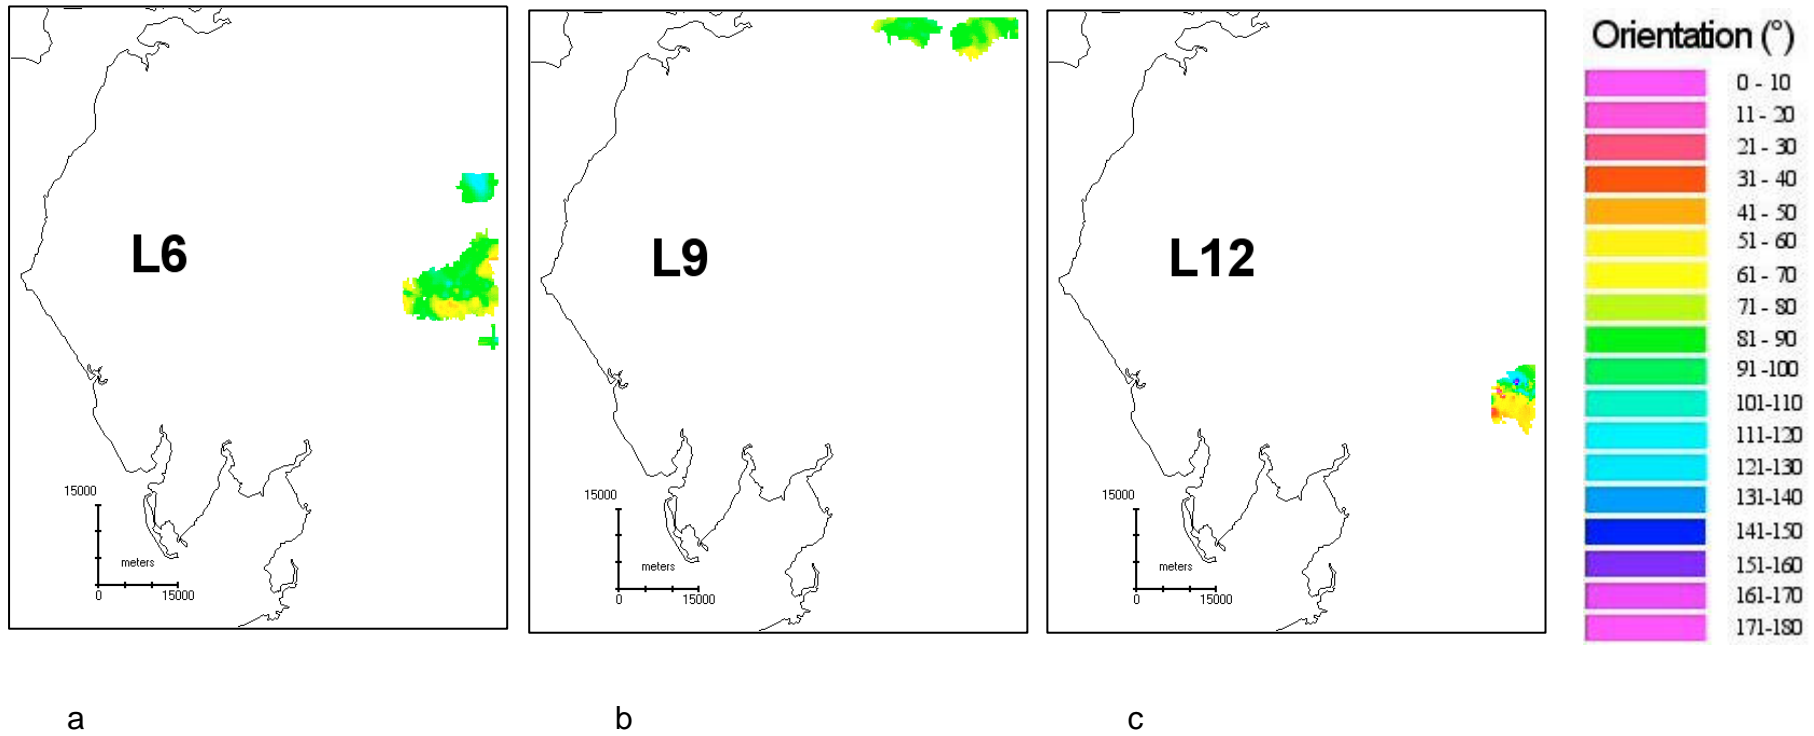 L6
15000
meters
0
15000
L9
15000
meters
0
15000
L12
15000
meters
0
15000
Orientation (°)
0 - 10
11 - 20
21 - 30
31 - 40
41 - 50
51 - 60
61 - 70
71 - 80
81 - 90
91 -100
101-110
111-120
121-130
131-140
141-150
151-160
161-170
171-180
a
b
c